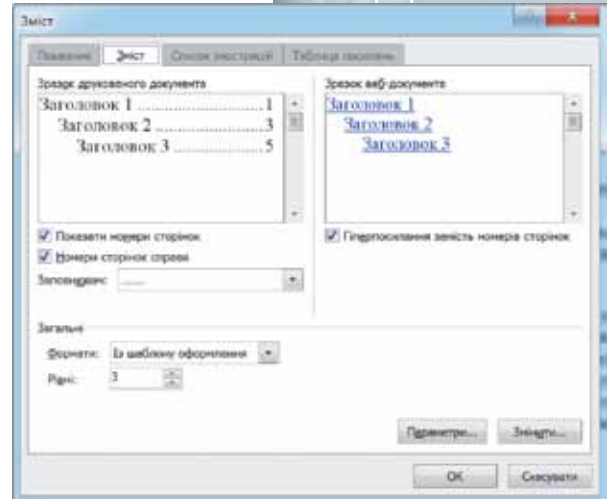 Зміст
Покажчик Зміст Список ілюстрацій Таблиця посилань
Зразок друкованого документа
Заголовок 1 ........................... 1
Заголовок 2 ........................ 3
Заголовок 3 ..................... 5
Зразок веб-документа
Заголовок 1
Заголовок 2
Заголовок 3
Показати номери сторінок
Номери сторінок справа
Заповнювач: .......
Гіперпосилання замість номерів сторінок
Загальні
Формати: Із шаблону оформлення
Рівні: 3
Параметри... Змінити...
OK Скасувати